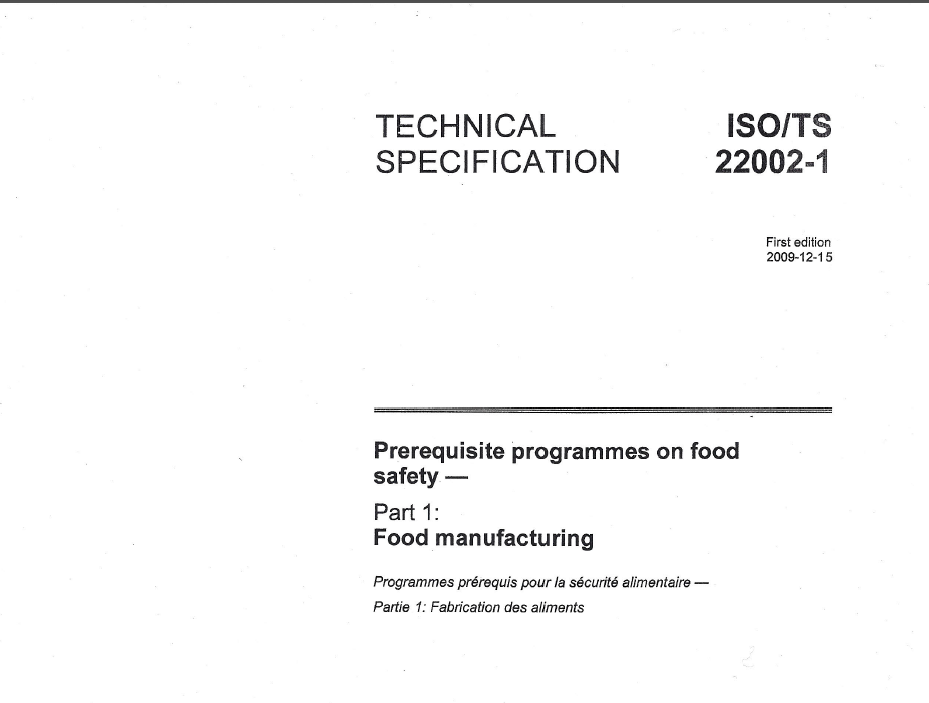 TECHNICAL
SPECIFICATION
ISO/TS
22002-1
First edition
2009-12-15
Prerequisite programmes on food
safety —
Part 1:
Food manufacturing
Programmes prérequis pour la sécurité alimentaire —
Partie 1: Fabrication des aliments